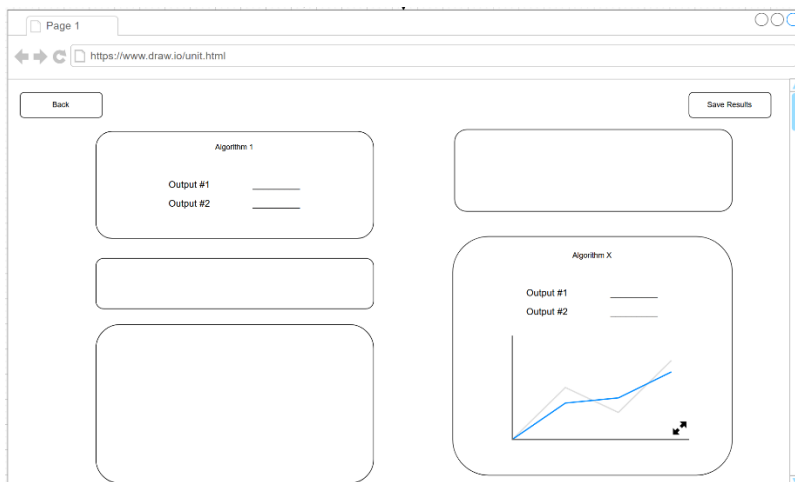 Page 1
https://www.draw.io/unit.html
Back
Save Results
Algorithm 1
Output #1
Output #2
Algorithm X
Output #1
Output #2